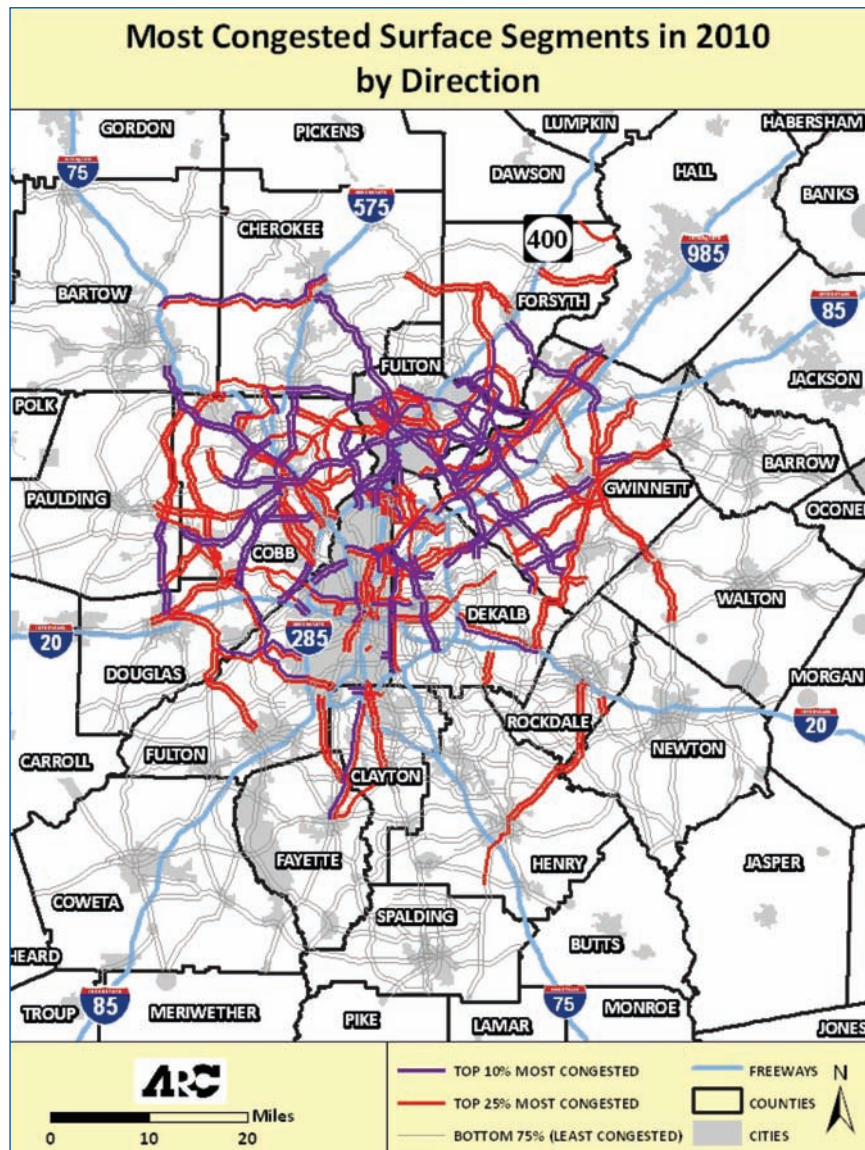 Most Congested Surface Segments in 2010
by Direction
GORDON
PICKENS
LUMPKIN
HABERSHAM
75
DAWSON
HALL
BANKS
575
CHEROKEE
400
985
BARTOW
FORSYTH
85
FULTON
JACKSON
POLK
BARROW
GWINNETT
PAULDING
OCONE
COBB
WALTON
DEKALB
20
285
DOUGLAS
MORGAN
ROCKDALE
20
FULTON
NEWTON
CARROLL
CLAYTON
FAYETTE
HENRY
JASPER
COWETA
SPALDING
BUTTS
HEARD
85
75
TROUP
MERIWETHER
PIKE
LAMAR
MONROE
JONES
ARC
Miles
0 10 20
TOP 10% MOST CONGESTED
TOP 25% MOST CONGESTED
BOTTOM 75% (LEAST CONGESTED)
FREEWAYS
COUNTIES
CITIES
N